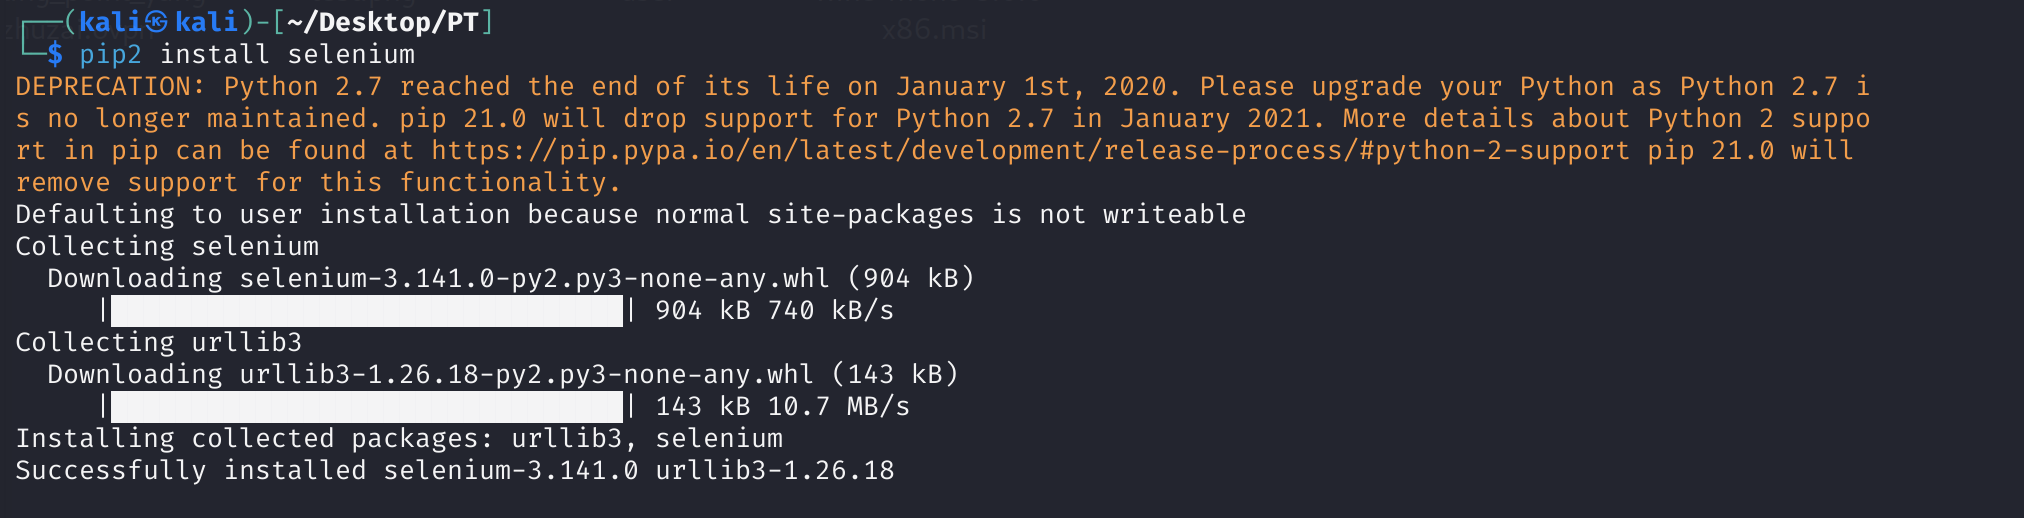 ┌──(kali㉿kali)-[~/Desktop/PT]
└─$ pip2 install selenium
DEPRECATION: Python 2.7 reached the end of its life on January 1st, 2020. Please upgrade your Python as Python 2.7 i
s no longer maintained. pip 21.0 will drop support for Python 2.7 in January 2021. More details about Python 2 suppo
rt in pip can be found at https://pip.pypa.io/en/latest/development/release-process/#python-2-support pip 21.0 will
remove support for this functionality.
Defaulting to user installation because normal site-packages is not writeable
Collecting selenium
  Downloading selenium-3.141.0-py2.py3-none-any.whl (904 kB)
     |████████████████████████████████| 904 kB 740 kB/s
Collecting urllib3
  Downloading urllib3-1.26.18-py2.py3-none-any.whl (143 kB)
     |████████████████████████████████| 143 kB 10.7 MB/s
Installing collected packages: urllib3, selenium
Successfully installed selenium-3.141.0 urllib3-1.26.18
x86.msi